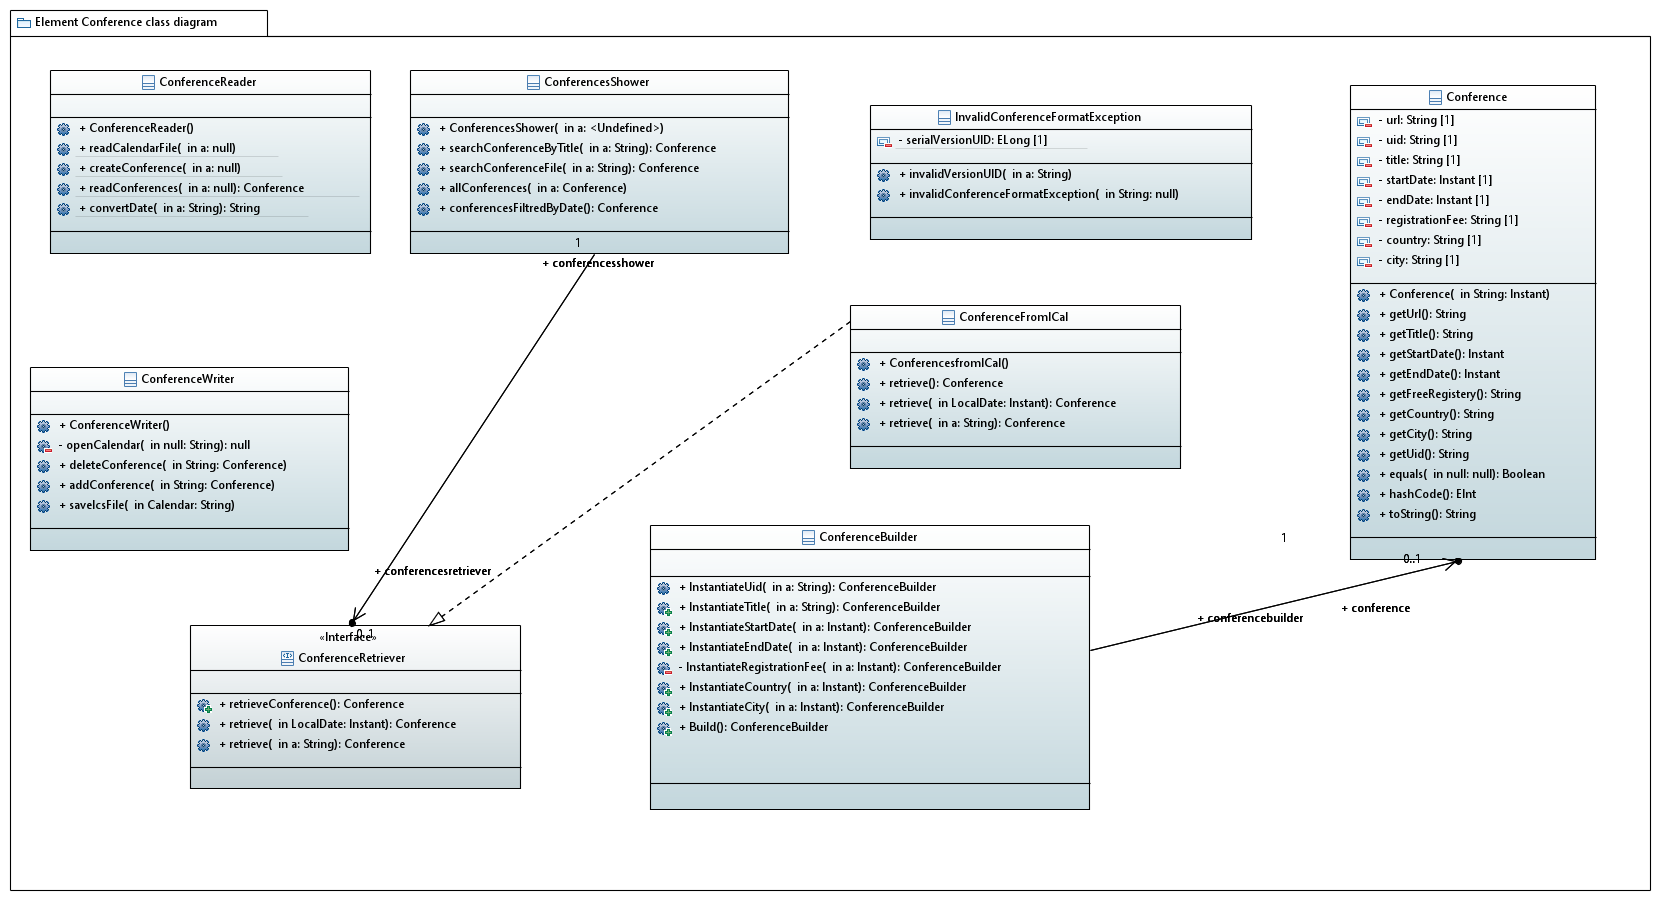 Element Conference class diagram
ConferenceReader
+ ConferenceReader()
+ readCalendarFile( in a: null)
+ createConference( in a: null)
+ readConferences( in a: null): Conference
+ convertDate( in a: String): String
ConferencesShower
+ ConferencesShower( in a: <Undefined>)
+ searchConferenceByTitle( in a: String): Conference
+ searchConferenceFile( in a: String): Conference
+ allConferences( in a: Conference)
+ conferencesFiltredByDate(): Conference
1
+ conferencesshower
InvalidConferenceFormatException
- serialVersionUID: ELong [1]
+ invalidVersionUID( in a: String)
+ invalidConferenceFormatException( in String: null)
Conference
- url: String [1]
- uid: String [1]
- title: String [1]
- startDate: Instant [1]
- endDate: Instant [1]
- registrationFee: String [1]
- country: String [1]
- city: String [1]
+ Conference( in String: Instant)
+ getUrl(): String
+ getTitle(): String
+ getStartDate(): Instant
+ getEndDate(): Instant
+ getFreeRegistery(): String
+ getCountry(): String
+ getCity(): String
+ getUid(): String
+ equals( in null: null): Boolean
+ hashCode(): EInt
+ toString(): String
ConferenceFromICal
+ ConferencesfromICal()
+ retrieve(): Conference
+ retrieve( in LocalDate: Instant): Conference
+ retrieve( in a: String): Conference
ConferenceWriter
+ ConferenceWriter()
- openCalendar( in null: String): null
+ deleteConference( in String: Conference)
+ addConference( in String: Conference)
+ saveIcsFile( in Calendar: String)
+ conferencesretriever
0..1
«Interface»
ConferenceRetriever
+ retrieveConference(): Conference
+ retrieve( in LocalDate: Instant): Conference
+ retrieve( in a: String): Conference
ConferenceBuilder
+ InstantiateUid( in a: String): ConferenceBuilder
+ InstantiateTitle( in a: String): ConferenceBuilder
+ InstantiateStartDate( in a: Instant): ConferenceBuilder
+ InstantiateEndDate( in a: Instant): ConferenceBuilder
- InstantiateRegistrationFee( in a: Instant): ConferenceBuilder
+ InstantiateCountry( in a: Instant): ConferenceBuilder
+ InstantiateCity( in a: Instant): ConferenceBuilder
+ Build(): ConferenceBuilder
1
0..1
+ conference
+ conferencebuilder